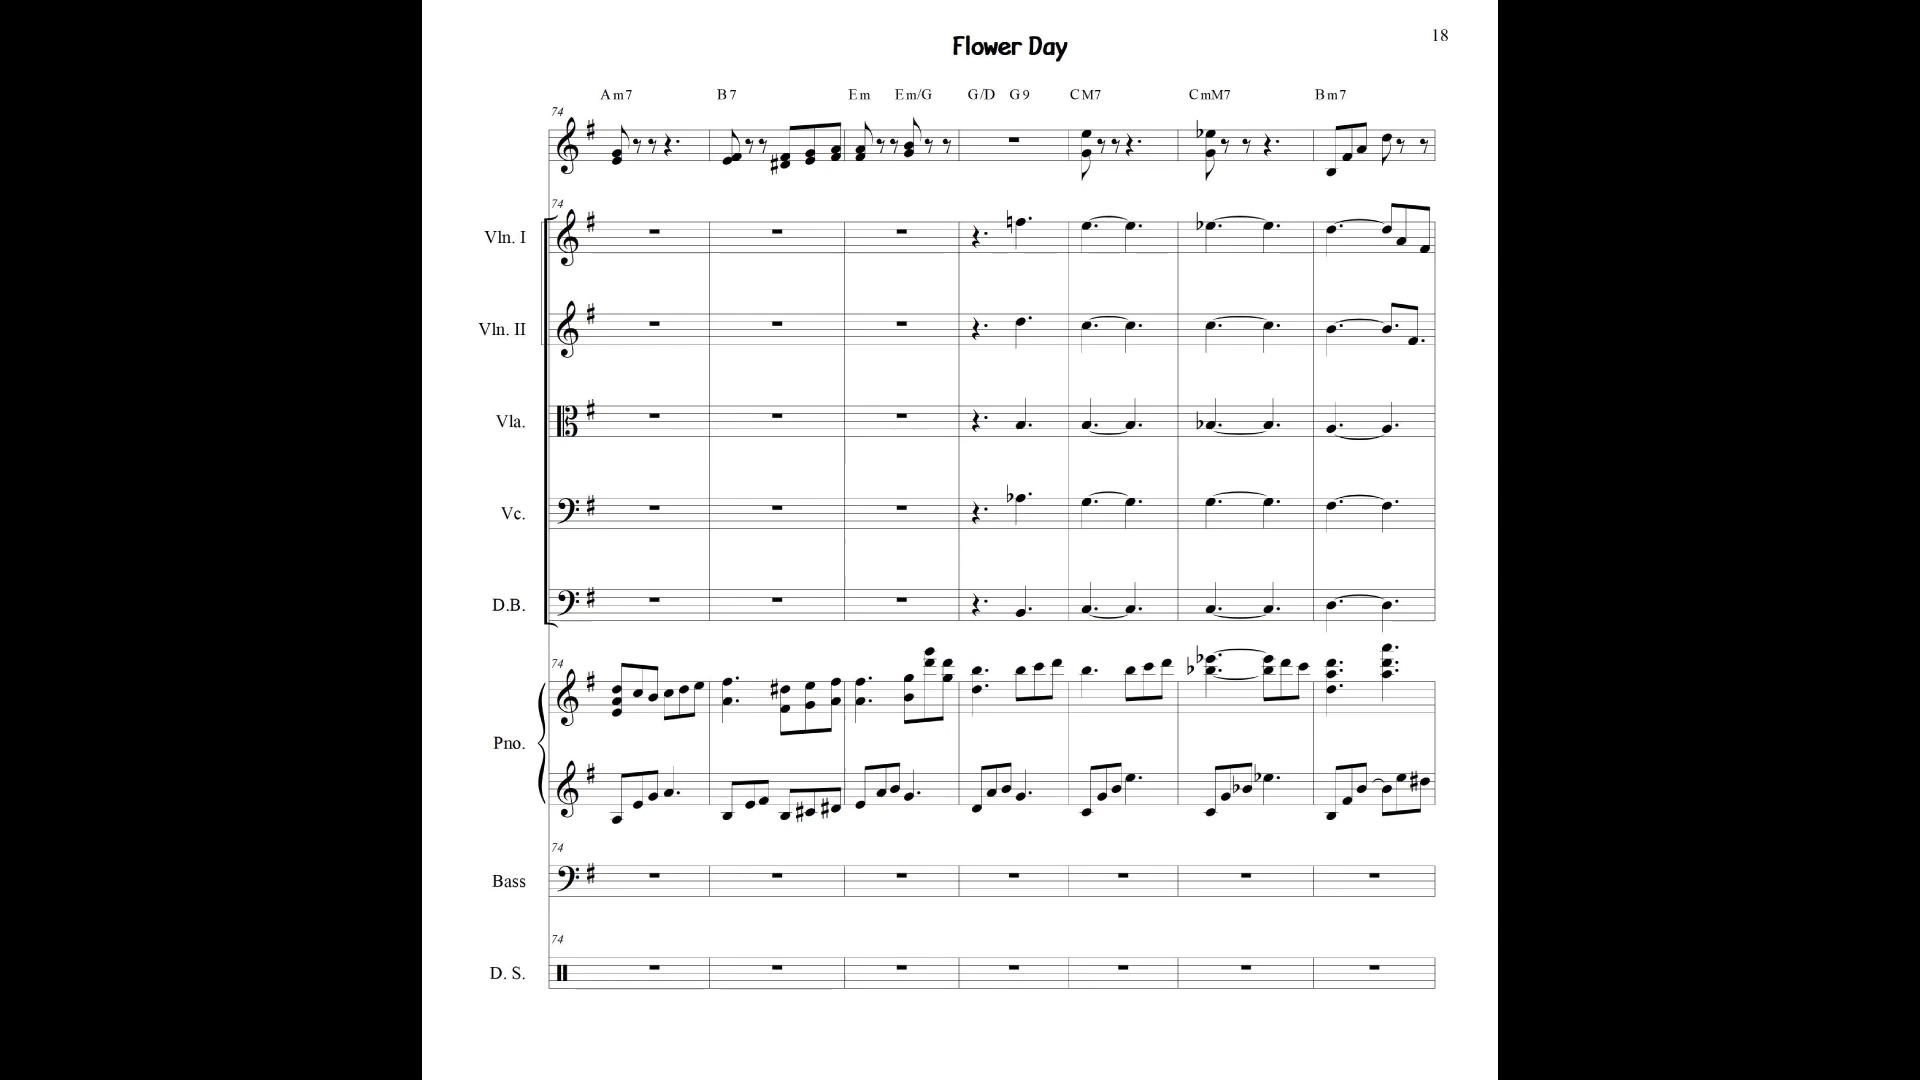 Flower Day
18
Am7 B7 Em Em/G G/D G9 CM7 CmM7 Bm7
74
74
Vln. I
Vln. II
Vla.
Vc.
D.B.
74
Pno.
74
Bass
74
D. S.